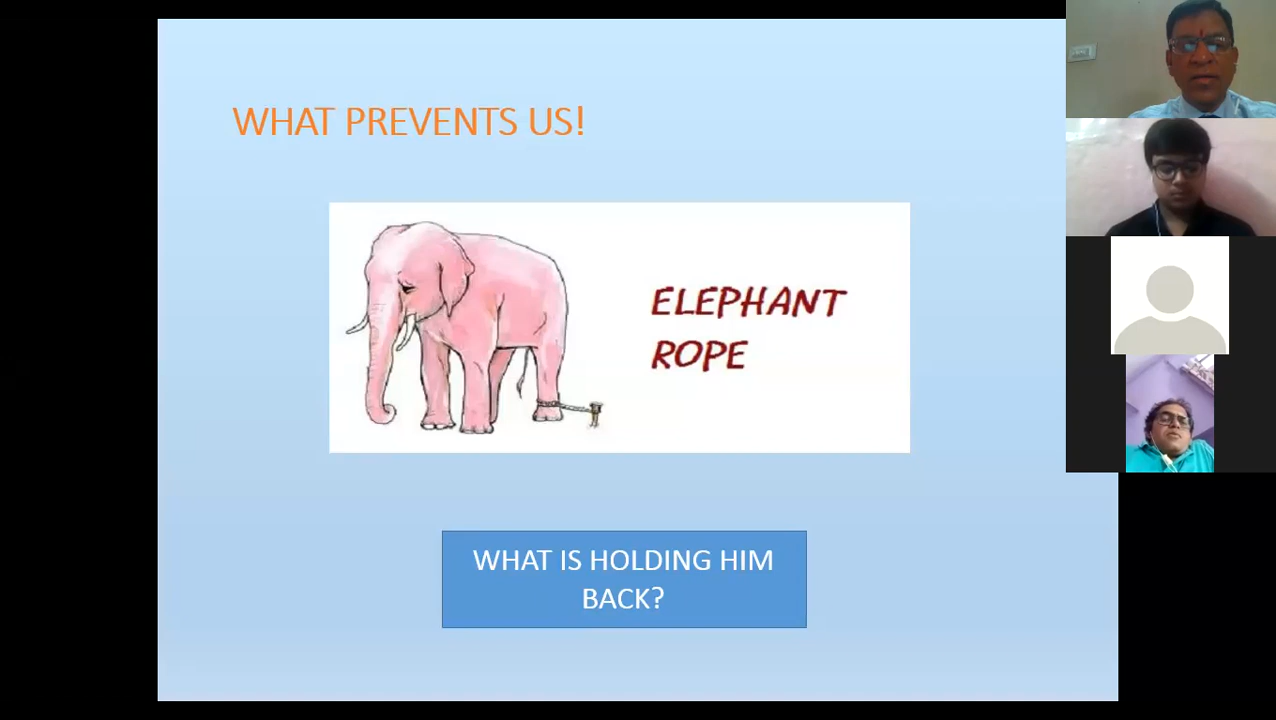 WHAT PREVENTS US!
ELEPHANT
ROPE
WHAT IS HOLDING HIM
BACK?